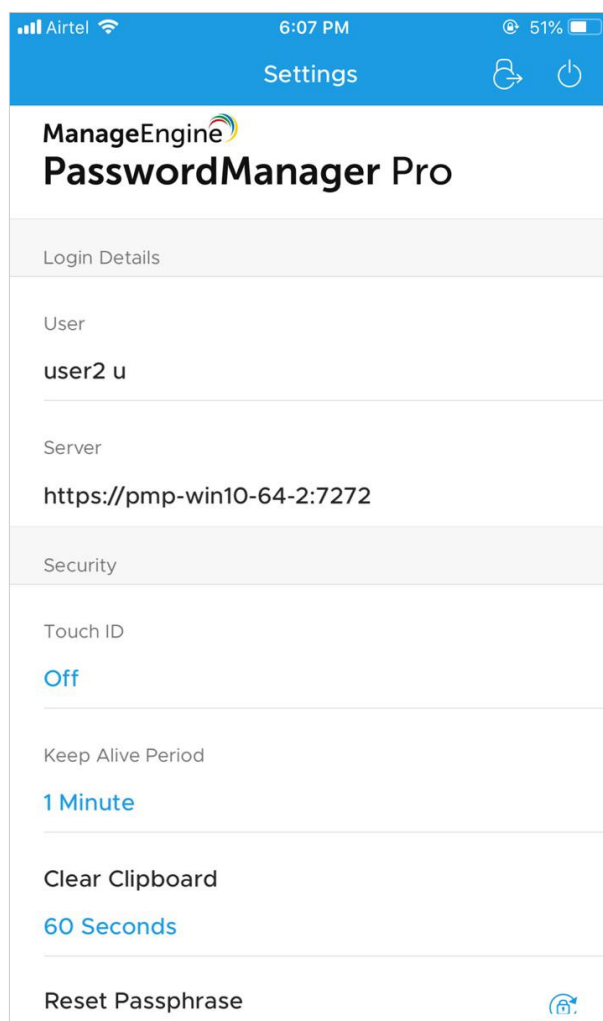 Airtel 6:07 PM 51%
Settings
ManageEngine
PasswordManager Pro
Login Details
User
user2 u
Server
https://pmp-win10-64-2:7272
Security
Touch ID
Off
Keep Alive Period
1 Minute
Clear Clipboard
60 Seconds
Reset Passphrase